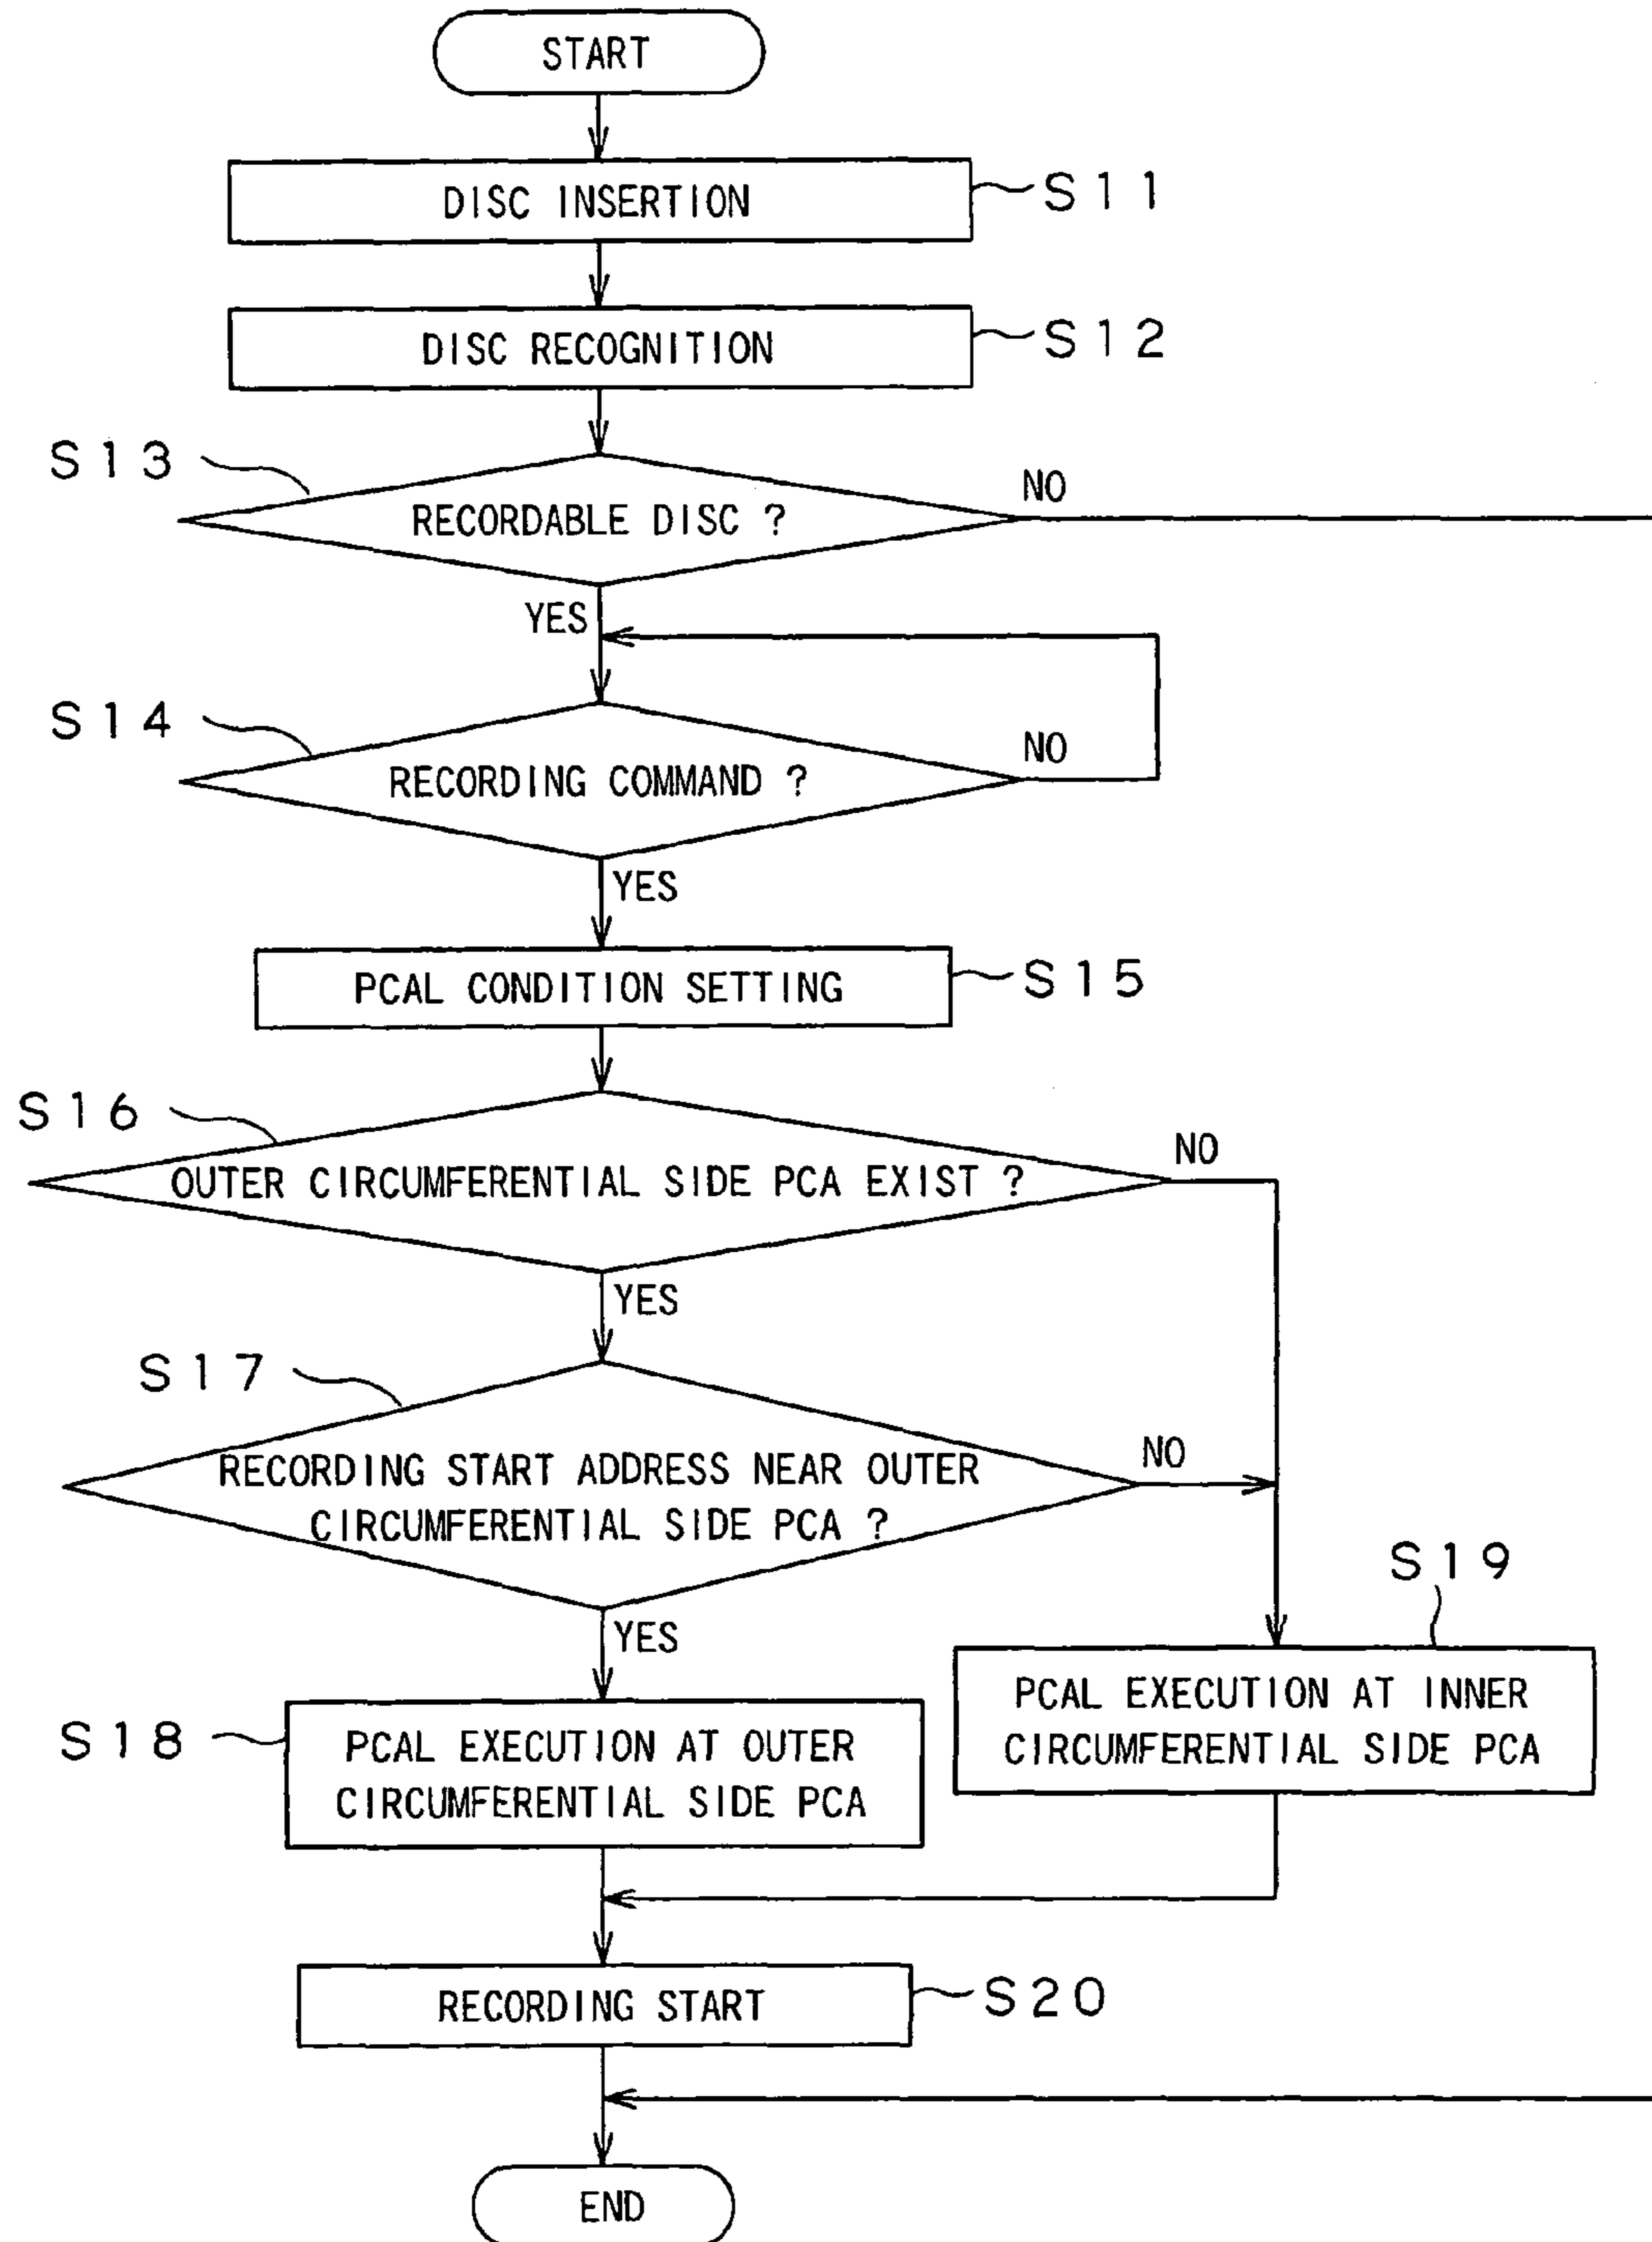 START
DISC INSERTION
S11
DISC RECOGNITION
S12
S13
RECORDABLE DISC ?
NO
YES
S14
RECORDING COMMAND ?
NO
YES
PCAL CONDITION SETTING
S15
S16
OUTER CIRCUMFERENTIAL SIDE PCA EXIST ?
NO
YES
S17
RECORDING START ADDRESS NEAR OUTER
CIRCUMFERENTIAL SIDE PCA ?
NO
YES
S19
PCAL EXECUTION AT INNER
CIRCUMFERENTIAL SIDE PCA
S18
PCAL EXECUTION AT OUTER
CIRCUMFERENTIAL SIDE PCA
RECORDING START
S20
END